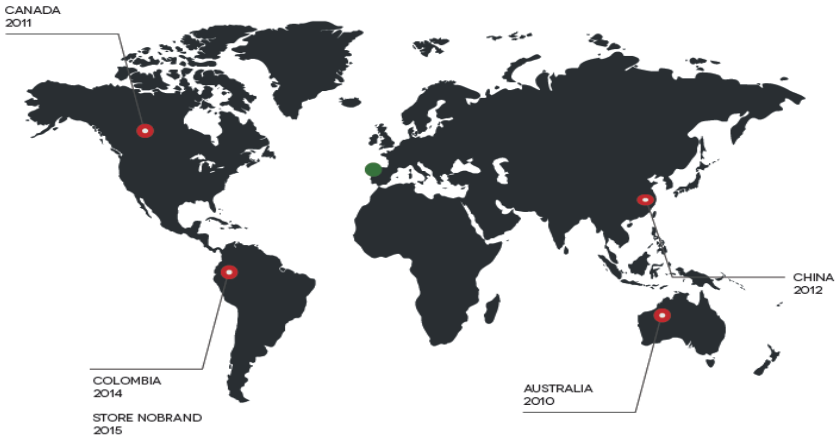 CANADA
2011
CHINA
2012
COLOMBIA
2014
STORE NOBRAND
2015
AUSTRALIA
2010